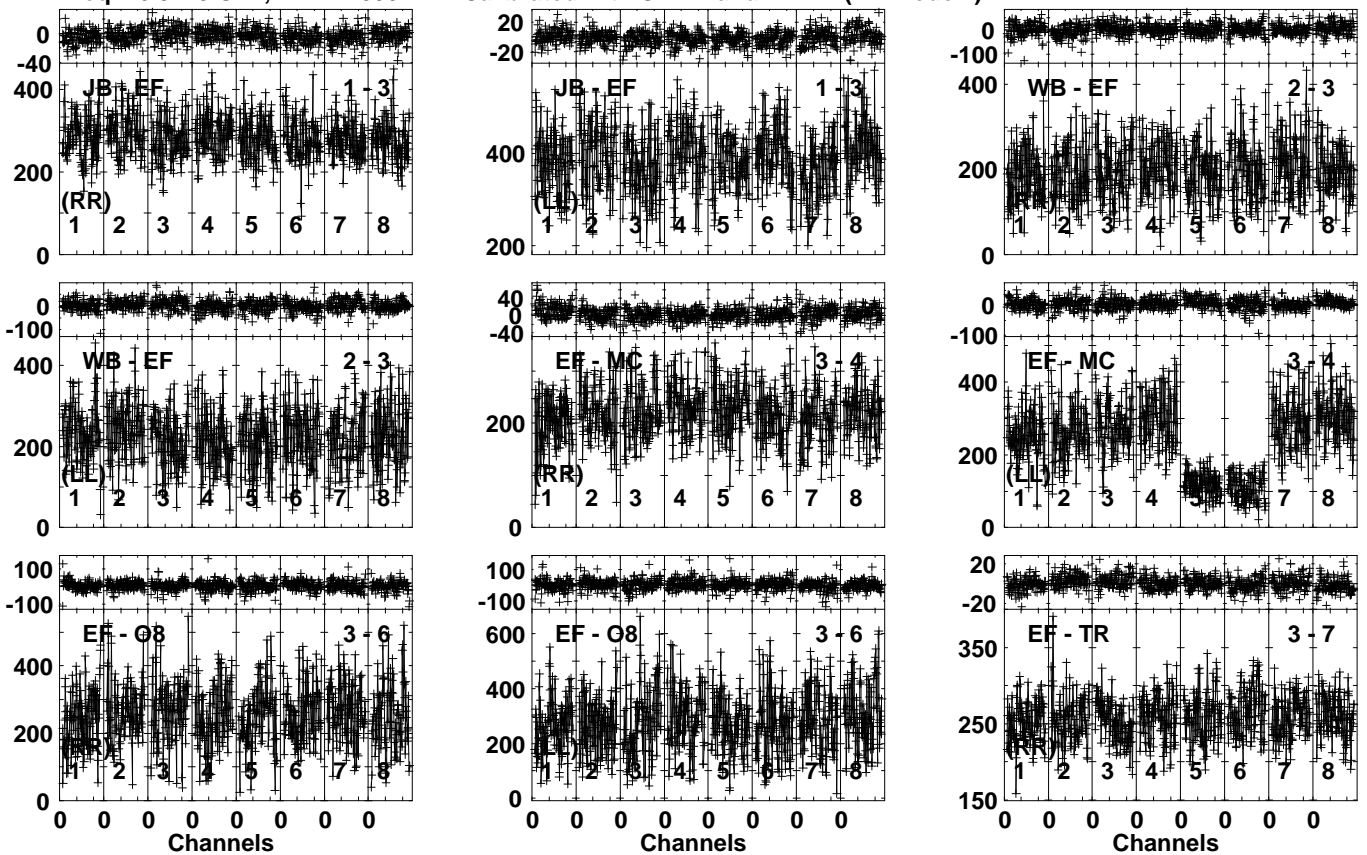 0
-40
400
200
0
JB - EF
1 - 3
(RR)
1 2 3 4 5 6 7 8
20
-20
400
200
JB - EF
1 - 3
(LL)
1 2 3 4 5 6 7 8
0
-100
400
200
0
WB - EF
2 - 3
(RR)
1 2 3 4 5 6 7 8
0
-100
400
200
0
WB - EF
2 - 3
(LL)
1 2 3 4 5 6 7 8
40
0
-40
200
0
EF - MC
3 - 4
(RR)
1 2 3 4 5 6 7 8
0
-100
400
200
0
EF - MC
3 - 4
(LL)
1 2 3 4 5 6 7 8
100
-100
400
200
0
EF - O8
3 - 6
(RR)
1 2 3 4 5 6 7 8
0 0 0 0 0 0 0 0
Channels
100
-100
600
400
200
0
EF - O8
3 - 6
(LL)
1 2 3 4 5 6 7 8
0 0 0 0 0 0 0 0
Channels
20
-20
350
250
150
EF - TR
3 - 7
(RR)
1 2 3 4 5 6 7 8
0 0 0 0 0 0 0 0
Channels